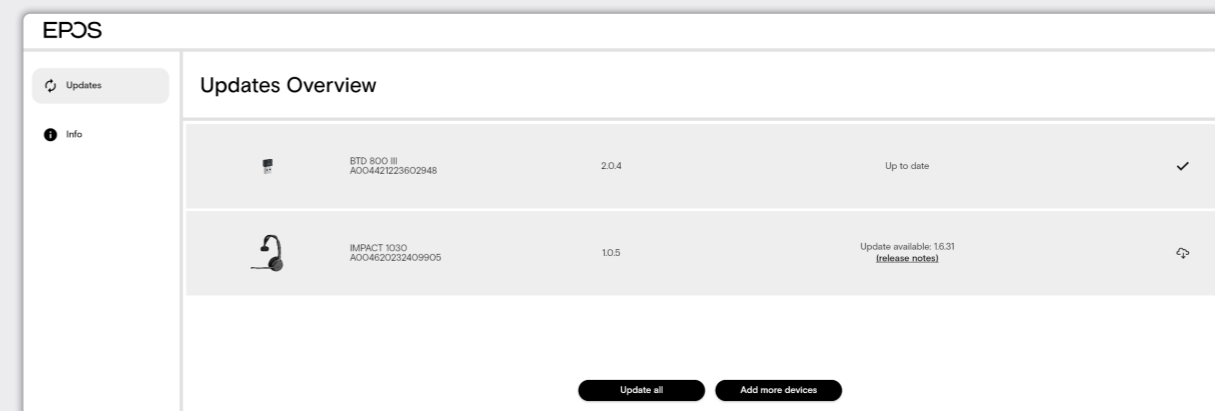 EPOS
Updates
Info
Updates Overview
BTD 800 III
A004421223602948
2.0.4
Up to date
IMPACT 1030
A004620232409905
1.0.5
Update available: 1.6.31
(release notes)
Update all
Add more devices